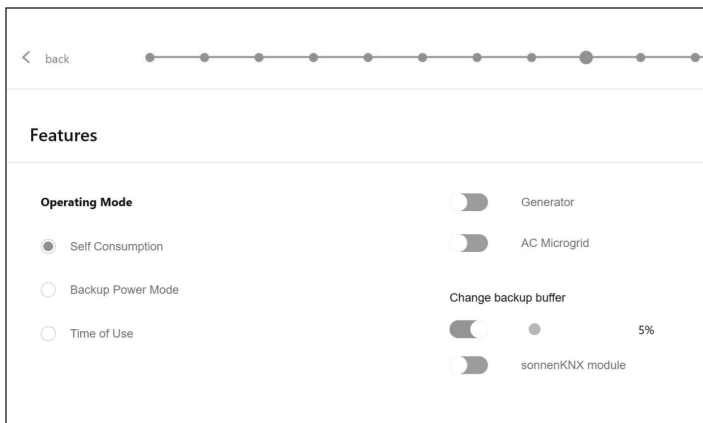 back
Features
Operating Mode
Self Consumption
Backup Power Mode
Time of Use
Generator
AC Microgrid
Change backup buffer
5%
sonnenKNX module